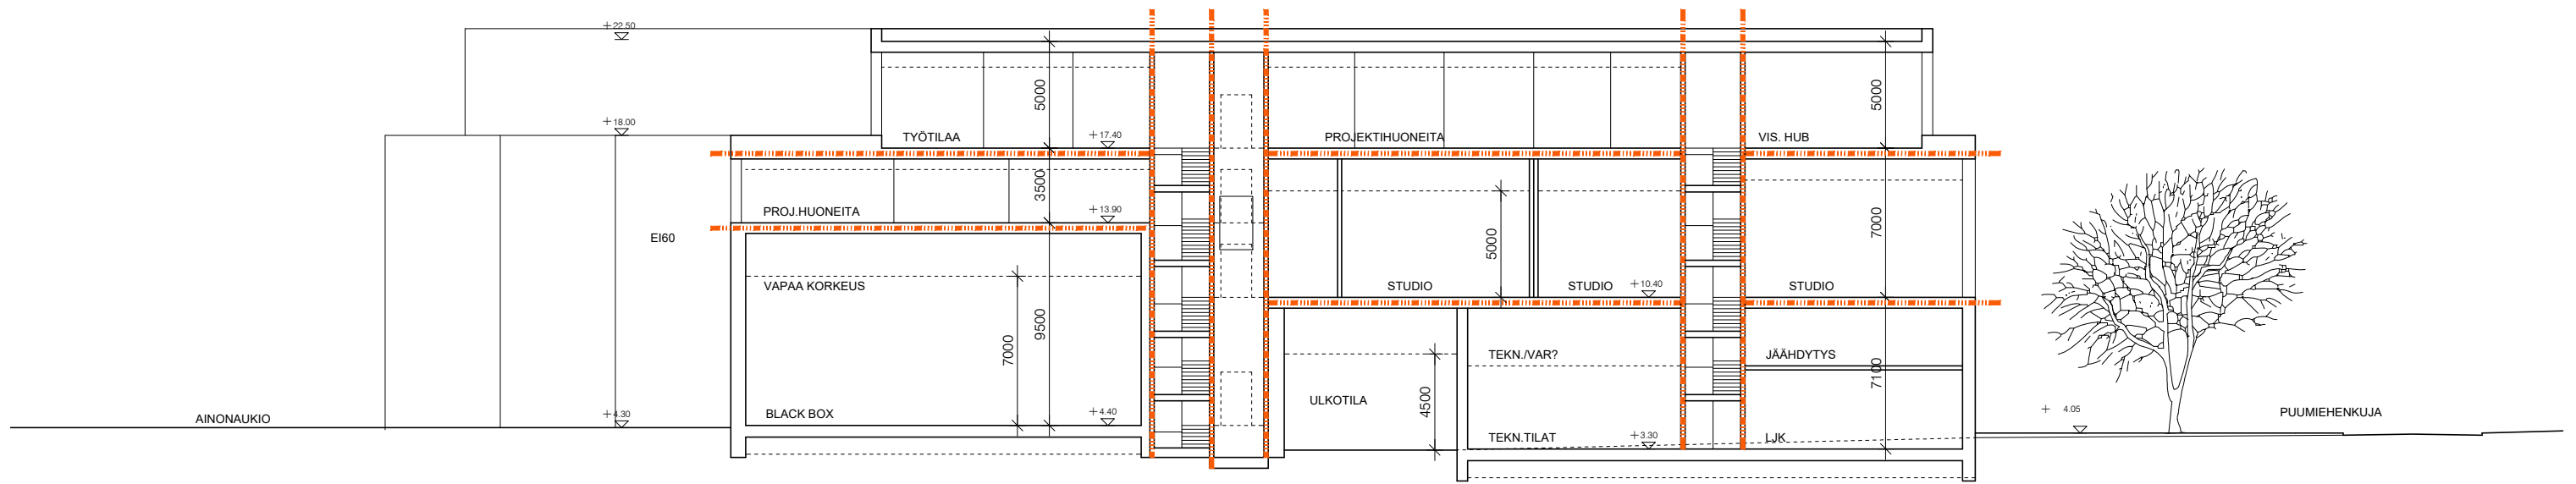 +22.50
5000
5000
+18.00
TYÖTILAA
+17.40
PROJEKTIHUONEITA
VIS. HUB
3500
PROJ.HUONEITA
+13.90
7000
EI60
5000
VAPAA KORKEUS
STUDIO
STUDIO
+10.40
STUDIO
7000
9500
TEKN./VAR?
JÄÄHDYTYS
7100
ULKOTILA
4500
AINONAUKIO
+4.30
BLACK BOX
+4.40
+ 4.05
PUUMIEHENKUJA
TEKN.TILAT
+3.30
LJK